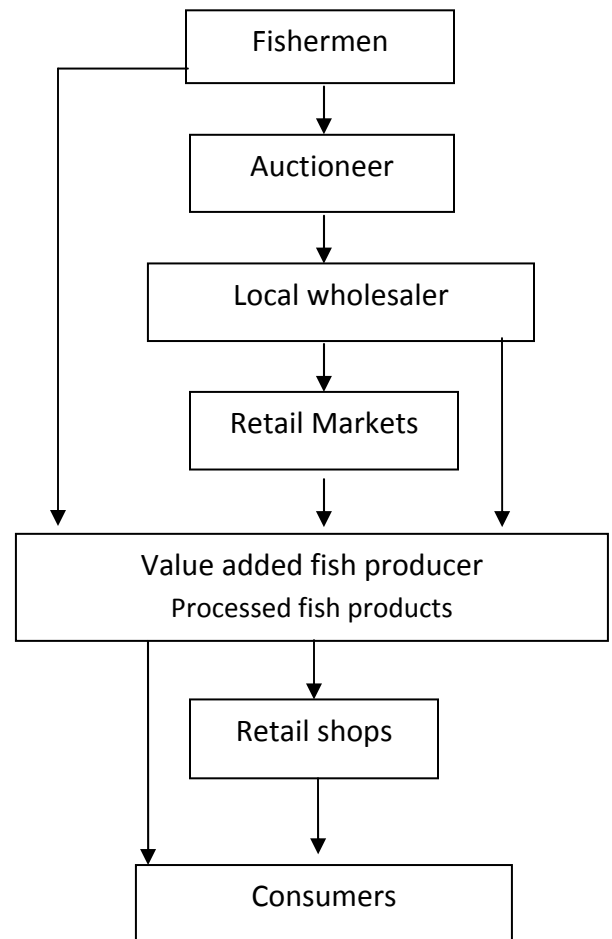 Fishermen
Auctioneer
Local wholesaler
Retail Markets
Value added fish producer
Processed fish products
Retail shops
Consumers